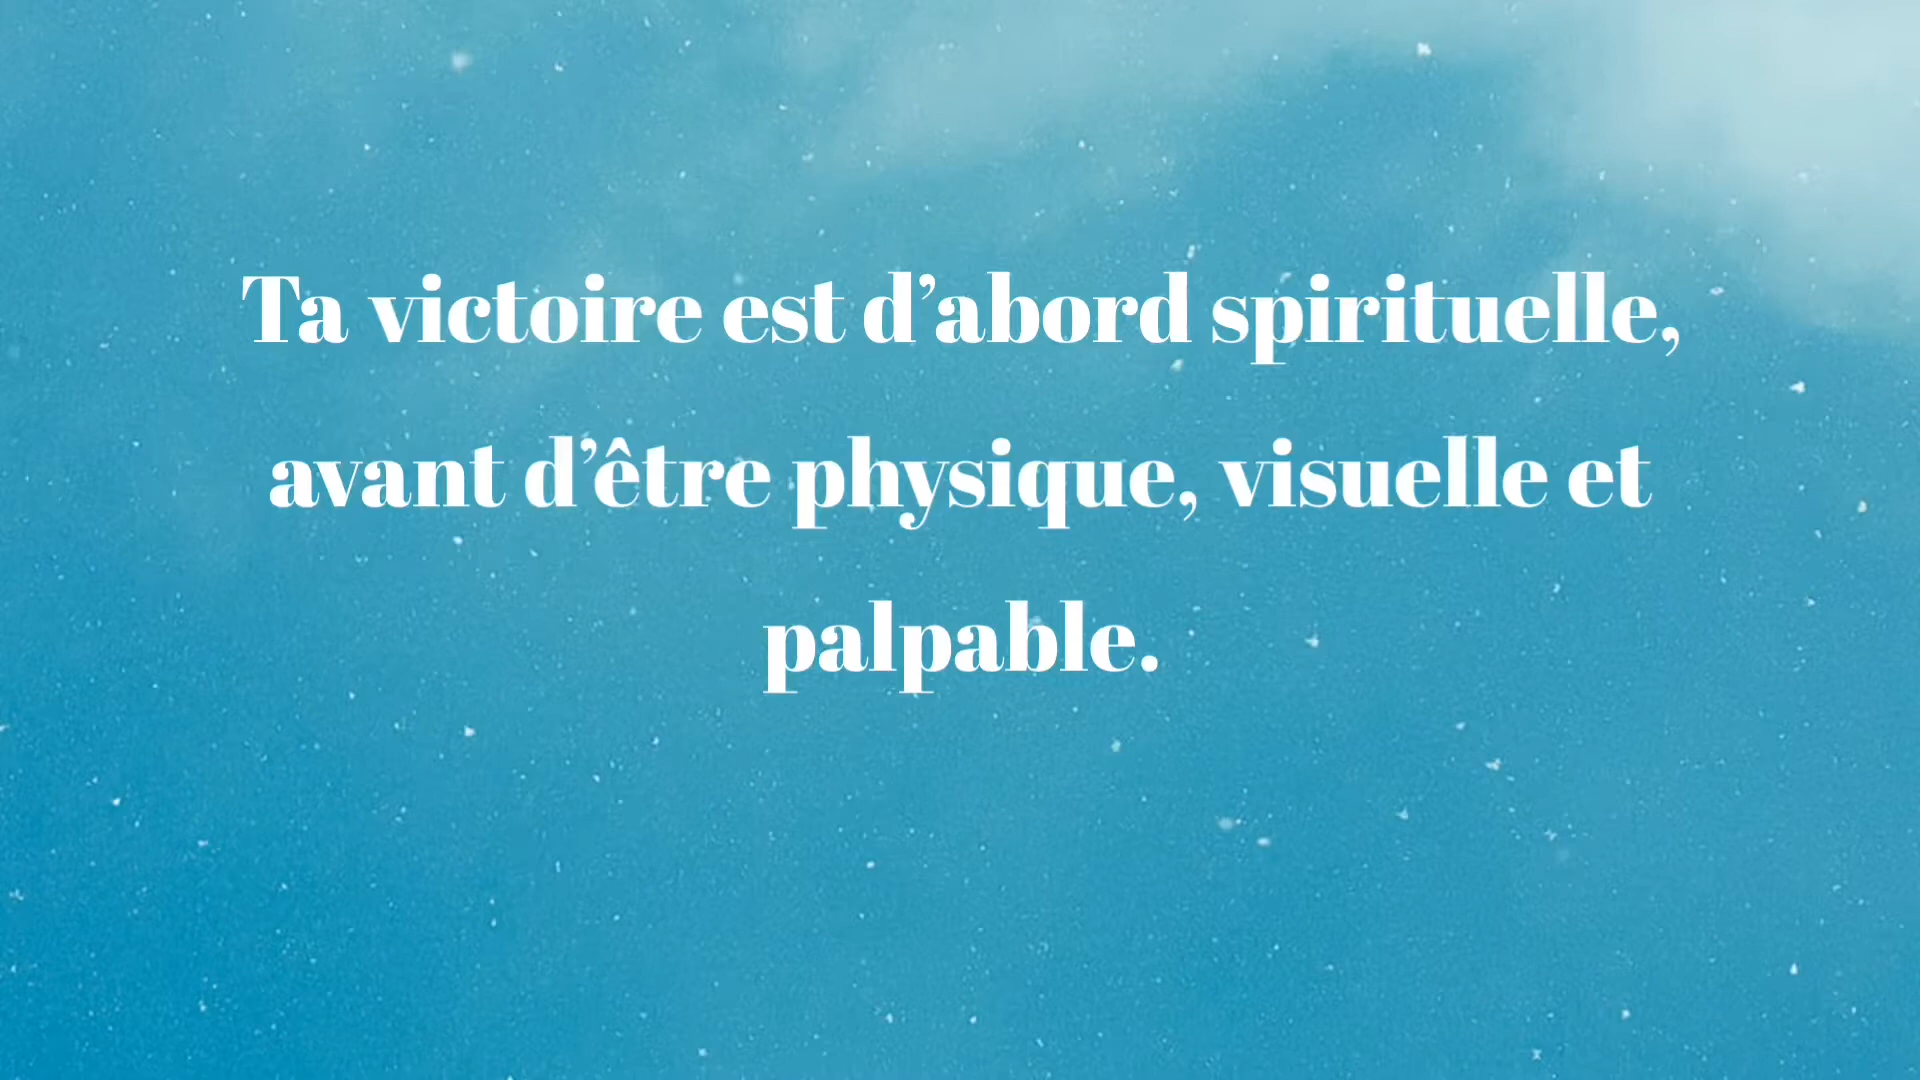 Ta victoire est d’abord spirituelle,
avant d’être physique, visuelle et
palpable.